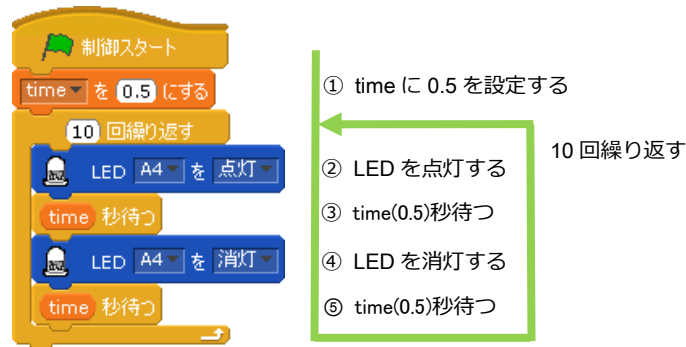 制御スタート
time を 0.5 にする
10 回繰り返す
LED A4 を 点灯
time 秒待つ
LED A4 を 消灯
time 秒待つ
① time に 0.5 を設定する
10 回繰り返す
② LED を点灯する
③ time(0.5)秒待つ
④ LED を消灯する
⑤ time(0.5)秒待つ